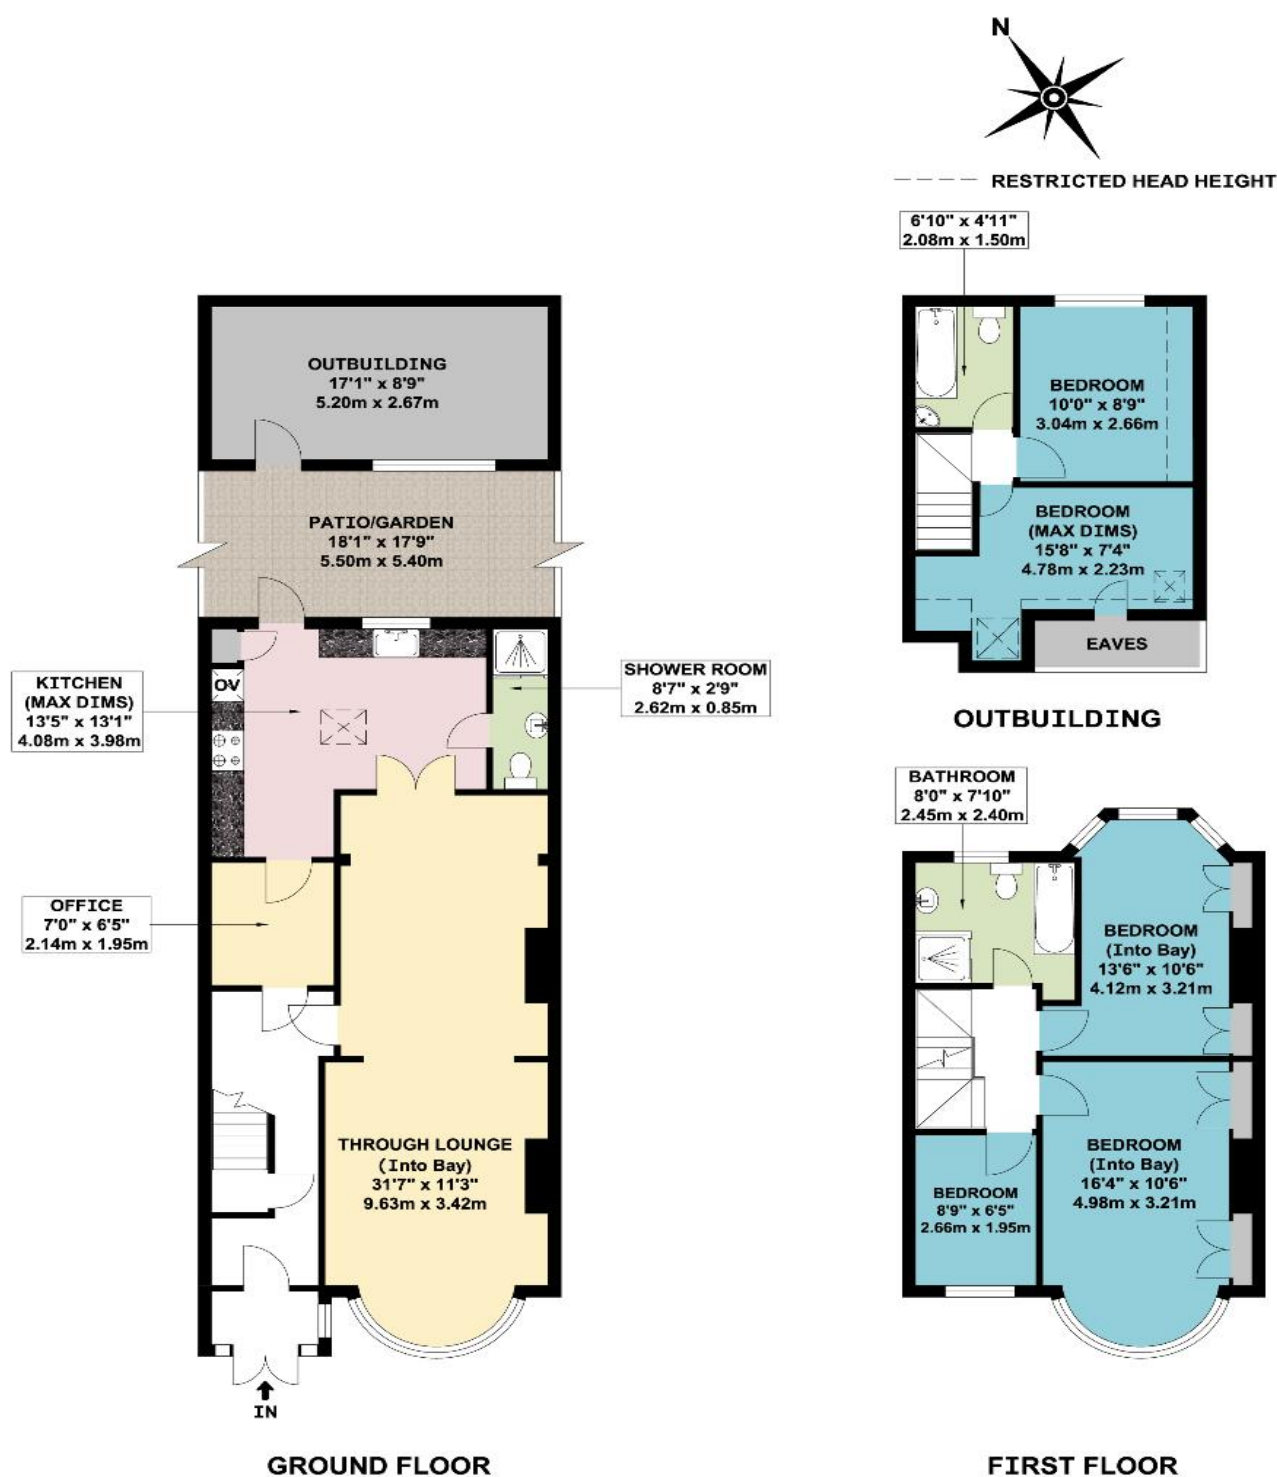 N
RESTRICTED HEAD HEIGHT
6'10" x 4'11"
2.08m x 1.50m
OUTBUILDING
17'1" x 8'9"
5.20m x 2.67m
BEDROOM
10'0" x 8'9"
3.04m x 2.66m
PATIO/GARDEN
18'1" x 17'9"
5.50m x 5.40m
BEDROOM
(MAX DIMS)
15'8" x 7'4"
4.78m x 2.23m
EAVES
OUTBUILDING
KITCHEN
(MAX DIMS)
13'5" x 13'1"
4.08m x 3.98m
OV
SHOWER ROOM
8'7" x 2'9"
2.62m x 0.85m
BATHROOM
8'0" x 7'10"
2.45m x 2.40m
OFFICE
7'0" x 6'5"
2.14m x 1.95m
BEDROOM
(Into Bay)
13'6" x 10'6"
4.12m x 3.21m
THROUGH LOUNGE
(Into Bay)
31'7" x 11'3"
9.63m x 3.42m
BEDROOM
(Into Bay)
16'4" x 10'6"
4.98m x 3.21m
BEDROOM
8'9" x 6'5"
2.66m x 1.95m
IN
GROUND FLOOR
FIRST FLOOR